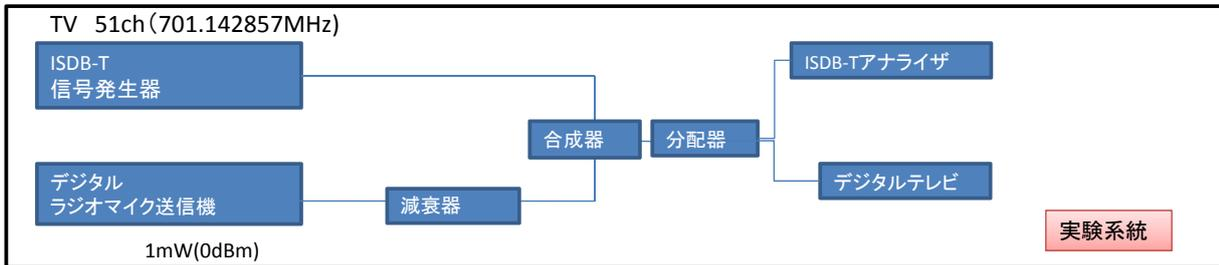 TV 51ch（701.142857MHz)
ISDB-T
信号発生器
ISDB-Tアナライザ
合成器
分配器
デジタル
ラジオマイク送信機
減衰器
デジタルテレビ
1mW(0dBm)
実験系統